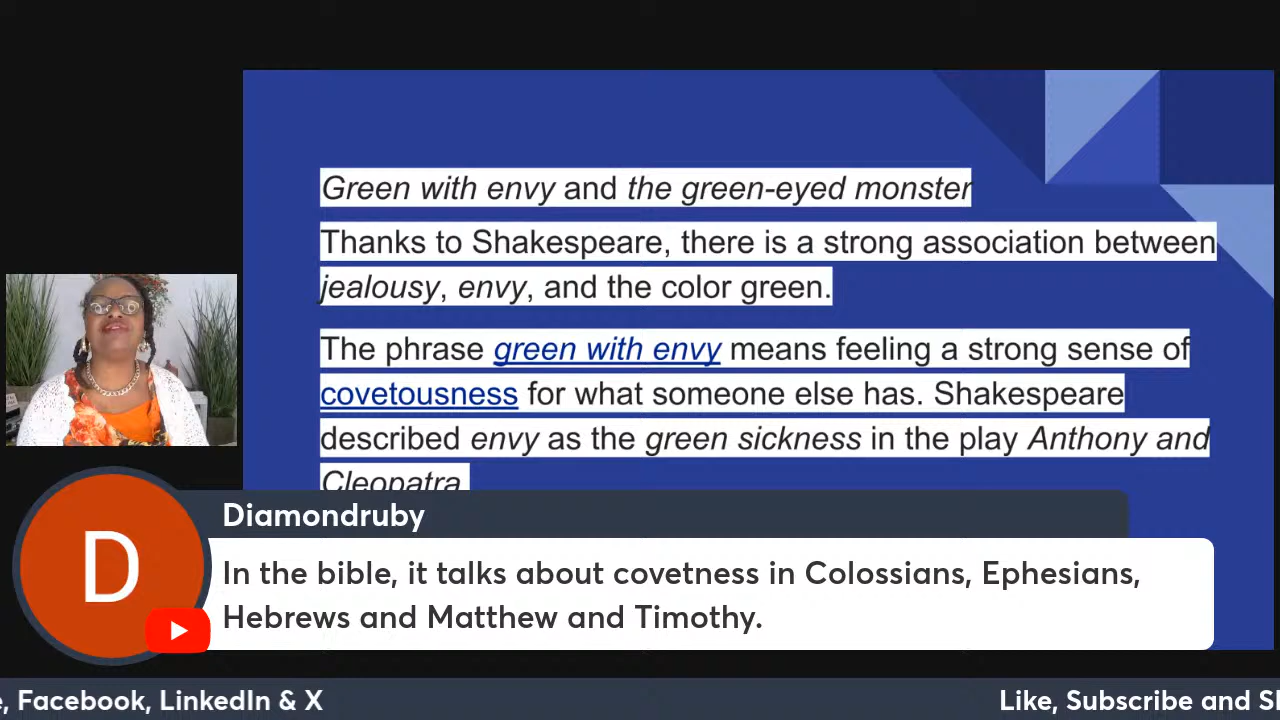 Green with envy and the green-eyed monster
Thanks to Shakespeare, there is a strong association between
jealousy, envy, and the color green.
The phrase green with envy means feeling a strong sense of
covetousness for what someone else has. Shakespeare
described envy as the green sickness in the play Anthony and
Cleopatra
D
Diamondruby
In the bible, it talks about covetness in Colossians, Ephesians,
Hebrews and Matthew and Timothy.
, Facebook, LinkedIn & X
Like, Subscribe and